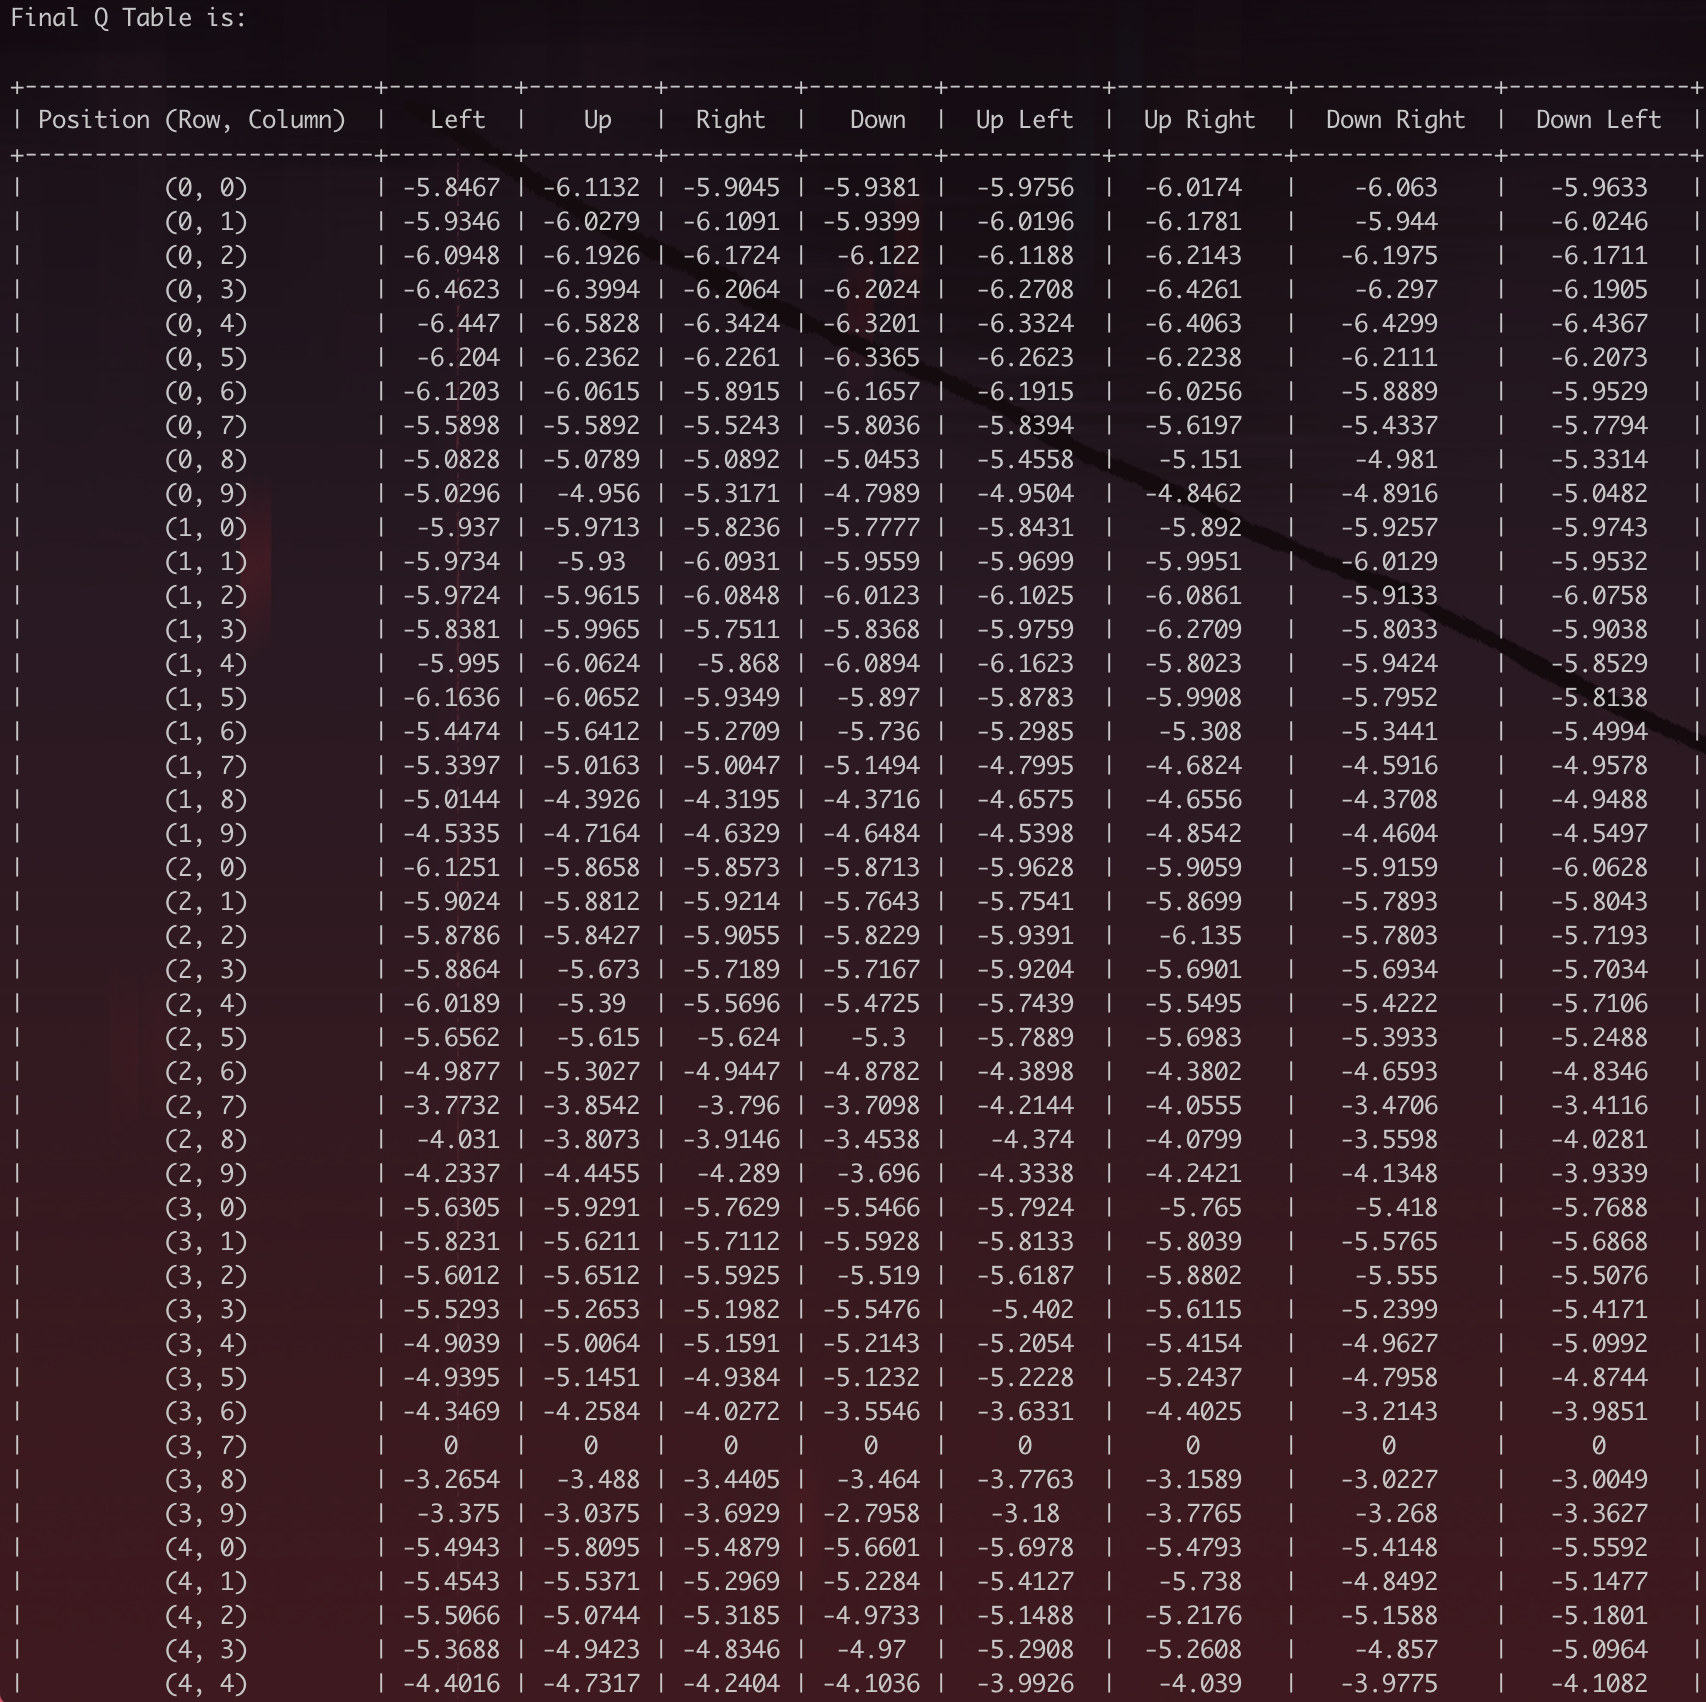 Final Q Table is:
+-------------------------+---------+---------+---------+---------+-----------+------------+--------------+-------------+
| Position (Row, Column) | Left | Up | Right | Down | Up Left | Up Right | Down Right | Down Left |
+-------------------------+---------+---------+---------+---------+-----------+------------+--------------+-------------+
| (0, 0) | -5.8467 | -6.1132 | -5.9045 | -5.9381 | -5.9756 | -6.0174 | -6.063 | -5.9633 |
| (0, 1) | -5.9346 | -6.0279 | -6.1091 | -5.9399 | -6.0196 | -6.1781 | -5.944 | -6.0246 |
| (0, 2) | -6.0948 | -6.1926 | -6.1724 | -6.122 | -6.1188 | -6.2143 | -6.1975 | -6.1711 |
| (0, 3) | -6.4623 | -6.3994 | -6.2064 | -6.2024 | -6.2708 | -6.4261 | -6.297 | -6.1905 |
| (0, 4) | -6.447 | -6.5828 | -6.3424 | -6.3201 | -6.3324 | -6.4063 | -6.4299 | -6.4367 |
| (0, 5) | -6.204 | -6.2362 | -6.2261 | -6.3365 | -6.2623 | -6.2238 | -6.2111 | -6.2073 |
| (0, 6) | -6.1203 | -6.0615 | -5.8915 | -6.1657 | -6.1915 | -6.0256 | -5.8889 | -5.9529 |
| (0, 7) | -5.5898 | -5.5892 | -5.5243 | -5.8036 | -5.8394 | -5.6197 | -5.4337 | -5.7794 |
| (0, 8) | -5.0828 | -5.0789 | -5.0892 | -5.0453 | -5.4558 | -5.151 | -4.981 | -5.3314 |
| (0, 9) | -5.0296 | -4.956 | -5.3171 | -4.7989 | -4.9504 | -4.8462 | -4.8916 | -5.0482 |
| (1, 0) | -5.937 | -5.9713 | -5.8236 | -5.7777 | -5.8431 | -5.892 | -5.9257 | -5.9743 |
| (1, 1) | -5.9734 | -5.93 | -6.0931 | -5.9559 | -5.9699 | -5.9951 | -6.0129 | -5.9532 |
| (1, 2) | -5.9724 | -5.9615 | -6.0848 | -6.0123 | -6.1025 | -6.0861 | -5.9133 | -6.0758 |
| (1, 3) | -5.8381 | -5.9965 | -5.7511 | -5.8368 | -5.9759 | -6.2709 | -5.8033 | -5.9038 |
| (1, 4) | -5.995 | -6.0624 | -5.868 | -6.0894 | -6.1623 | -5.8023 | -5.9424 | -5.8529 |
| (1, 5) | -6.1636 | -6.0652 | -5.9349 | -5.897 | -5.8783 | -5.9908 | -5.7952 | -5.8138 |
| (1, 6) | -5.4474 | -5.6412 | -5.2709 | -5.736 | -5.2985 | -5.308 | -5.3441 | -5.4994 |
| (1, 7) | -5.3397 | -5.0163 | -5.0047 | -5.1494 | -4.7995 | -4.6824 | -4.5916 | -4.9578 |
| (1, 8) | -5.0144 | -4.3926 | -4.3195 | -4.3716 | -4.6575 | -4.6556 | -4.3708 | -4.9488 |
| (1, 9) | -4.5335 | -4.7164 | -4.6329 | -4.6484 | -4.5398 | -4.8542 | -4.4604 | -4.5497 |
| (2, 0) | -6.1251 | -5.8658 | -5.8573 | -5.8713 | -5.9628 | -5.9059 | -5.9159 | -6.0628 |
| (2, 1) | -5.9024 | -5.8812 | -5.9214 | -5.7643 | -5.7541 | -5.8699 | -5.7893 | -5.8043 |
| (2, 2) | -5.8786 | -5.8427 | -5.9055 | -5.8229 | -5.9391 | -6.135 | -5.7803 | -5.7193 |
| (2, 3) | -5.8864 | -5.673 | -5.7189 | -5.7167 | -5.9204 | -5.6901 | -5.6934 | -5.7034 |
| (2, 4) | -6.0189 | -5.39 | -5.5696 | -5.4725 | -5.7439 | -5.5495 | -5.4222 | -5.7106 |
| (2, 5) | -5.6562 | -5.615 | -5.624 | -5.3 | -5.7889 | -5.6983 | -5.3933 | -5.2488 |
| (2, 6) | -4.9877 | -5.3027 | -4.9447 | -4.8782 | -4.3898 | -4.3802 | -4.6593 | -4.8346 |
| (2, 7) | -3.7732 | -3.8542 | -3.796 | -3.7098 | -4.2144 | -4.0555 | -3.4706 | -3.4116 |
| (2, 8) | -4.031 | -3.8073 | -3.9146 | -3.4538 | -4.374 | -4.0799 | -3.5598 | -4.0281 |
| (2, 9) | -4.2337 | -4.4455 | -4.289 | -3.696 | -4.3338 | -4.2421 | -4.1348 | -3.9339 |
| (3, 0) | -5.6305 | -5.9291 | -5.7629 | -5.5466 | -5.7924 | -5.765 | -5.418 | -5.7688 |
| (3, 1) | -5.8231 | -5.6211 | -5.7112 | -5.5928 | -5.8133 | -5.8039 | -5.5765 | -5.6868 |
| (3, 2) | -5.6012 | -5.6512 | -5.5925 | -5.519 | -5.6187 | -5.8802 | -5.555 | -5.5076 |
| (3, 3) | -5.5293 | -5.2653 | -5.1982 | -5.5476 | -5.402 | -5.6115 | -5.2399 | -5.4171 |
| (3, 4) | -4.9039 | -5.0064 | -5.1591 | -5.2143 | -5.2054 | -5.4154 | -4.9627 | -5.0992 |
| (3, 5) | -4.9395 | -5.1451 | -4.9384 | -5.1232 | -5.2228 | -5.2437 | -4.7958 | -4.8744 |
| (3, 6) | -4.3469 | -4.2584 | -4.0272 | -3.5546 | -3.6331 | -4.4025 | -3.2143 | -3.9851 |
| (3, 7) | 0 | 0 | 0 | 0 | 0 | 0 | 0 | 0 |
| (3, 8) | -3.2654 | -3.488 | -3.4405 | -3.464 | -3.7763 | -3.1589 | -3.0227 | -3.0049 |
| (3, 9) | -3.375 | -3.0375 | -3.6929 | -2.7958 | -3.18 | -3.7765 | -3.268 | -3.3627 |
| (4, 0) | -5.4943 | -5.8095 | -5.4879 | -5.6601 | -5.6978 | -5.4793 | -5.4148 | -5.5592 |
| (4, 1) | -5.4543 | -5.5371 | -5.2969 | -5.2284 | -5.4127 | -5.738 | -4.8492 | -5.1477 |
| (4, 2) | -5.5066 | -5.0744 | -5.3185 | -4.9733 | -5.1488 | -5.2176 | -5.1588 | -5.1801 |
| (4, 3) | -5.3688 | -4.9423 | -4.8346 | -4.97 | -5.2908 | -5.2608 | -4.857 | -5.0964 |
| (4, 4) | -4.4016 | -4.7317 | -4.2404 | -4.1036 | -3.9926 | -4.039 | -3.9775 | -4.1082 |